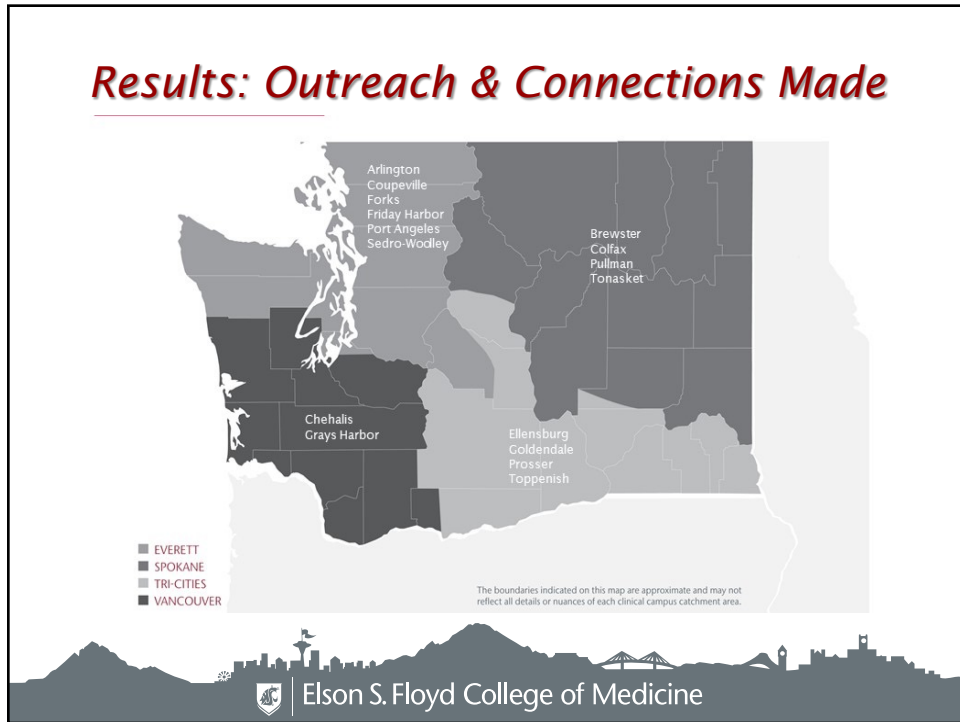 Results: Outreach & Connections Made
Arlington
Coupeville
Forks
Friday Harbor
Port Angeles
Sedro-Woolley
Brewster
Colfax
Pullman
Tonasket
Chehalis
Grays Harbor
Ellensburg
Goldendale
Prosser
Toppenish
EVERETT
SPOKANE
TRI-CITIES
VANCOUVER
The boundaries indicated on this map are approximate and may not
reflect all details or nuances of each clinical campus catchment area.
Elson S. Floyd College of Medicine